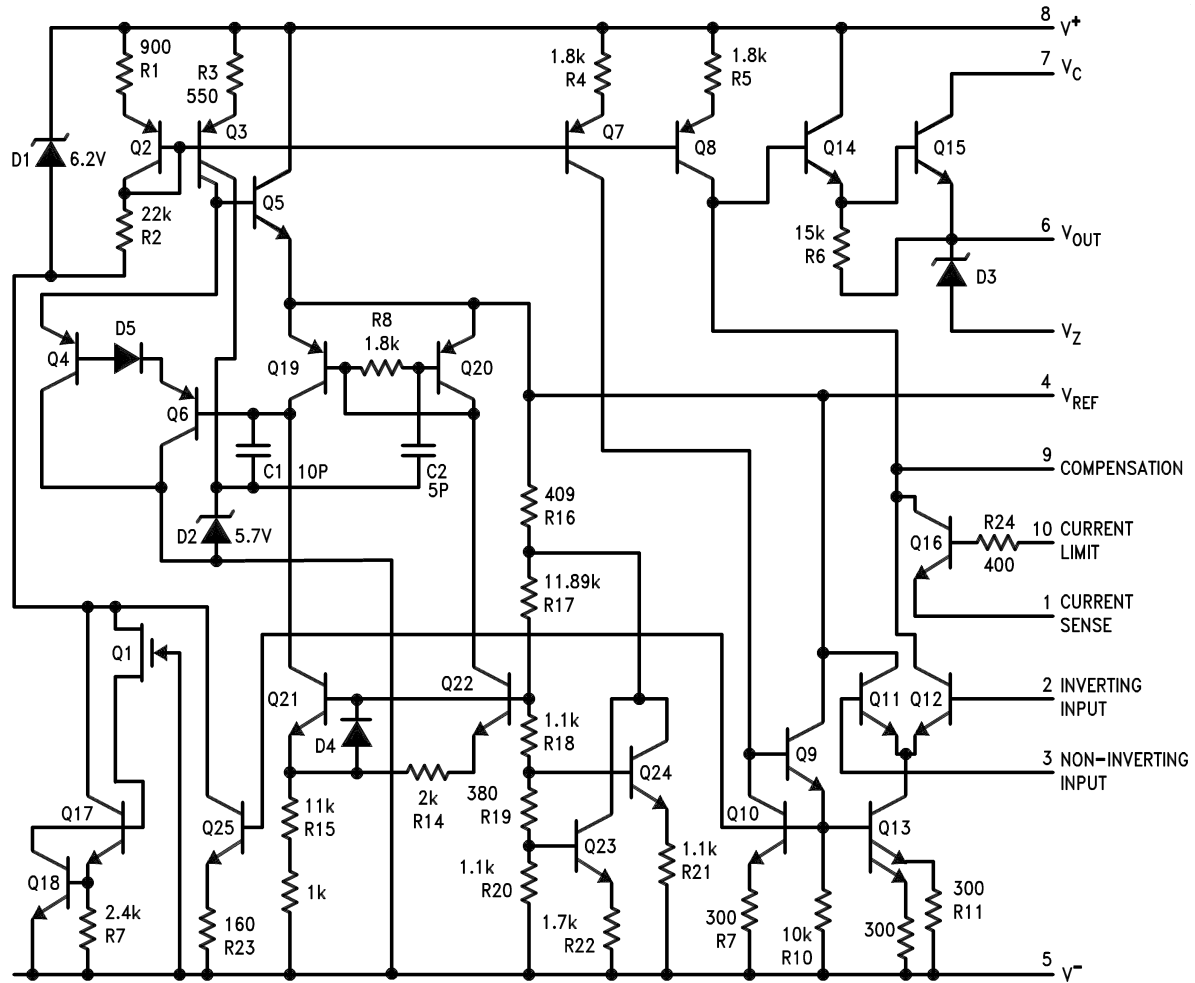 8 V+
7 VC
900
R1
R3
550
1.8k
R4
1.8k
R5
D1 6.2V
Q2
Q3
Q7
Q8
Q14
Q15
Q5
22k
R2
15k
R6
6 VOUT
D3
VZ
R8
1.8k
D5
Q4
Q19
Q20
Q6
4 VREF
C1 10P
C2
5P
9 COMPENSATION
409
R16
D2 5.7V
R24
400
Q16
10 CURRENT
LIMIT
11.89k
R17
1 CURRENT
SENSE
Q1
Q21
Q22
Q11
Q12
2 INVERTING
INPUT
D4
1.1k
R18
Q24
Q9
3 NON-INVERTING
INPUT
Q17
Q25
11k
R15
2k
R14
380
R19
Q10
Q13
Q23
Q18
1.1k
R20
1.1k
R21
1k
2.4k
R7
160
R23
1.7k
R22
300
R7
10k
R10
300
300
R11
5 V-